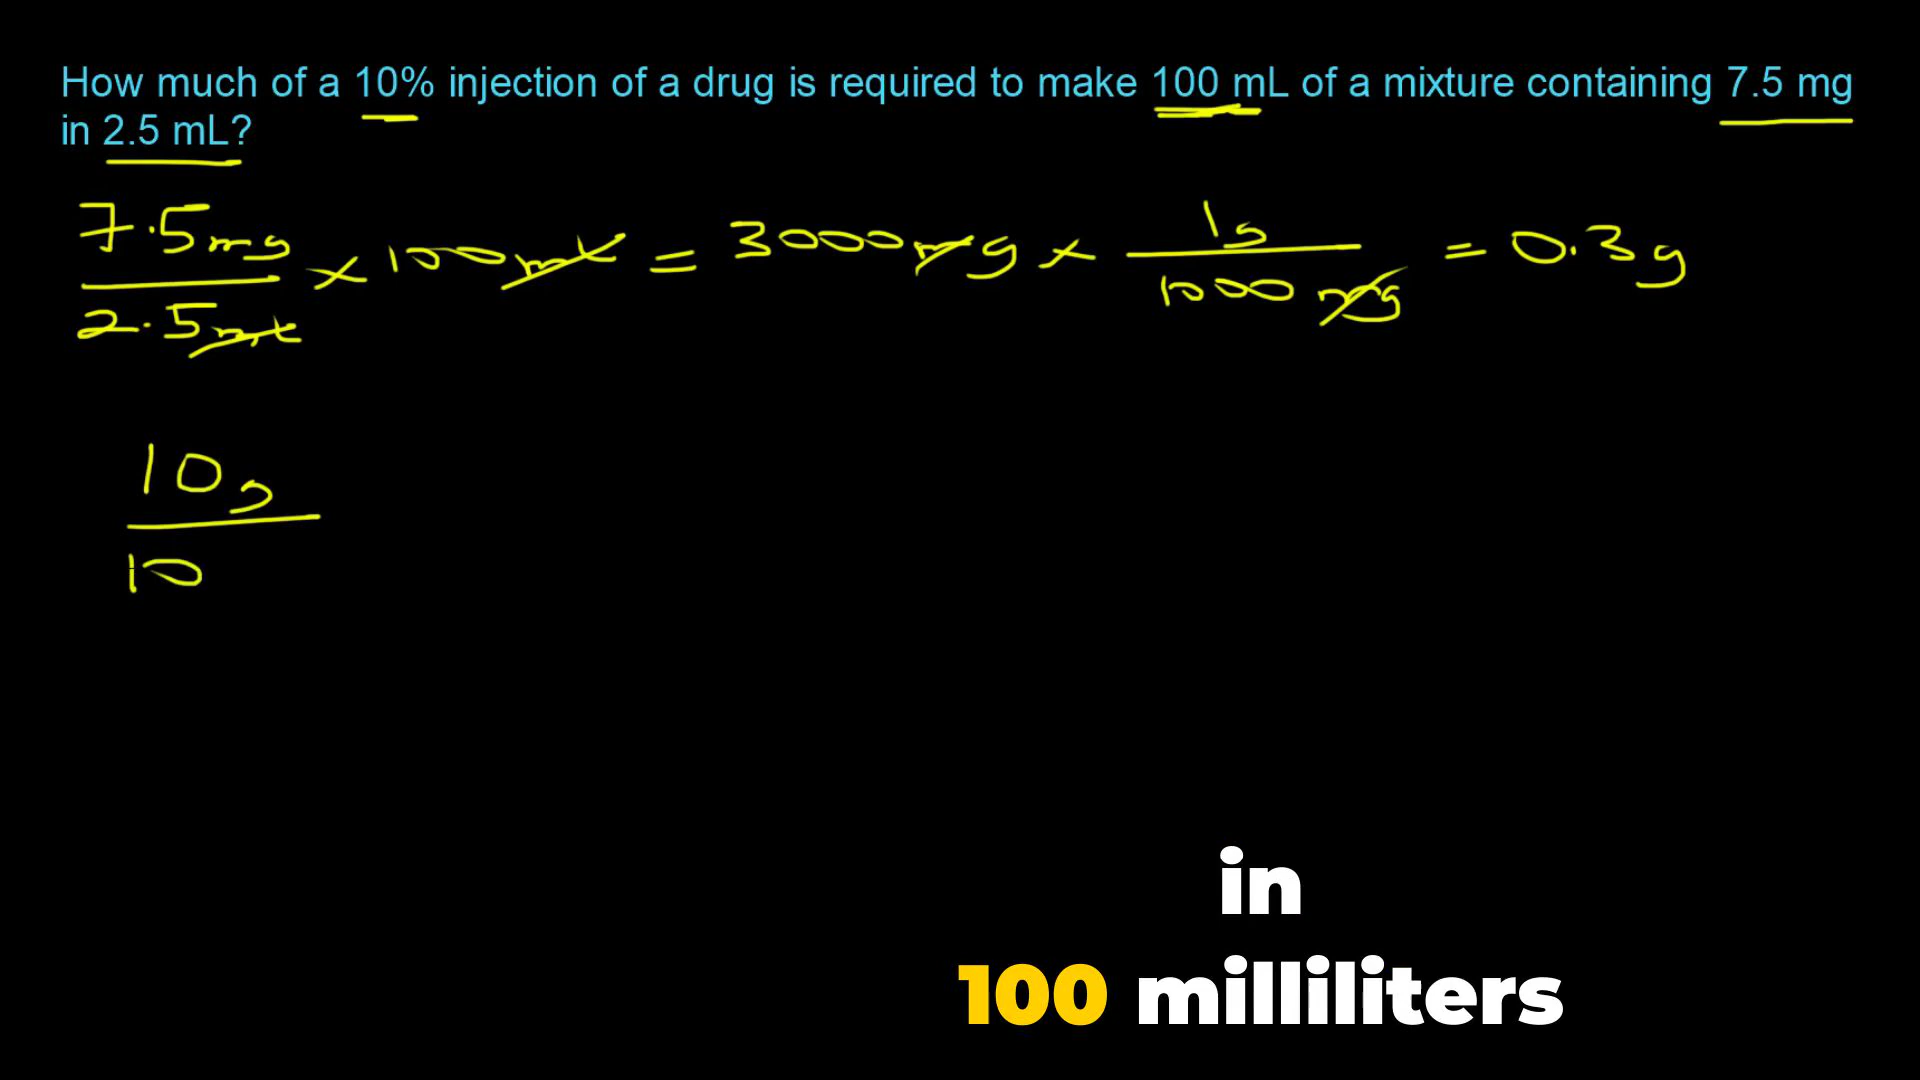 How much of a 10% injection of a drug is required to make 100 mL of a mixture containing 7.5 mg
in 2.5 mL?
7.5mg / 2.5mL × 100mL = 3000mg × 1g / 1000mg = 0.3g
10g
10
in
100 milliliters